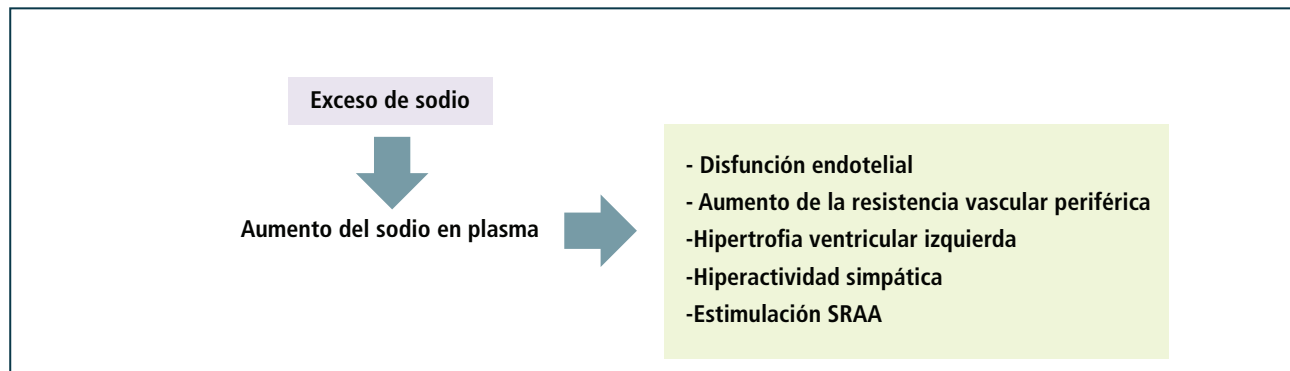 Exceso de sodio
Aumento del sodio en plasma
- Disfunción endotelial
- Aumento de la resistencia vascular periférica
-Hipertrofia ventricular izquierda
-Hiperactividad simpática
-Estimulación SRAA